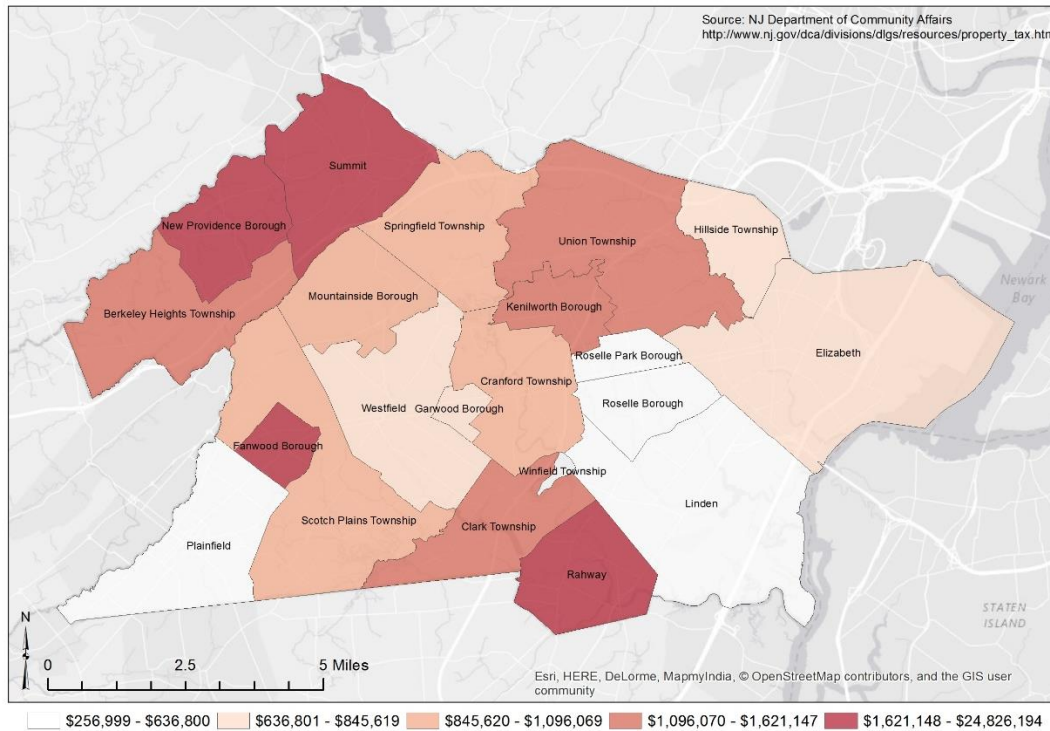 Source: NJ Department of Community Affairs
http://www.nj.gov/dca/divisions/dlgs/resources/property_tax.htm
Summit
New Providence Borough
Springfield Township
Union Township
Hillside Township
Newark
Bay
Berkeley Heights Township
Mountainside Borough
Kenilworth Borough
Roselle Park Borough
Elizabeth
Cranford Township
Westfield
Garwood Borough
Roselle Borough
Fanwood Borough
Winfield Township
Linden
Scotch Plains Township
Clark Township
Plainfield
Rahway
STATEN
ISLAND
N
0 2.5 5 Miles
Esri, HERE, DeLorme, MapmyIndia, © OpenStreetMap contributors, and the GIS user
community
$256,999 - $636,800 $636,801 - $845,619 $845,620 - $1,096,069 $1,096,070 - $1,621,147 $1,621,148 - $24,826,194